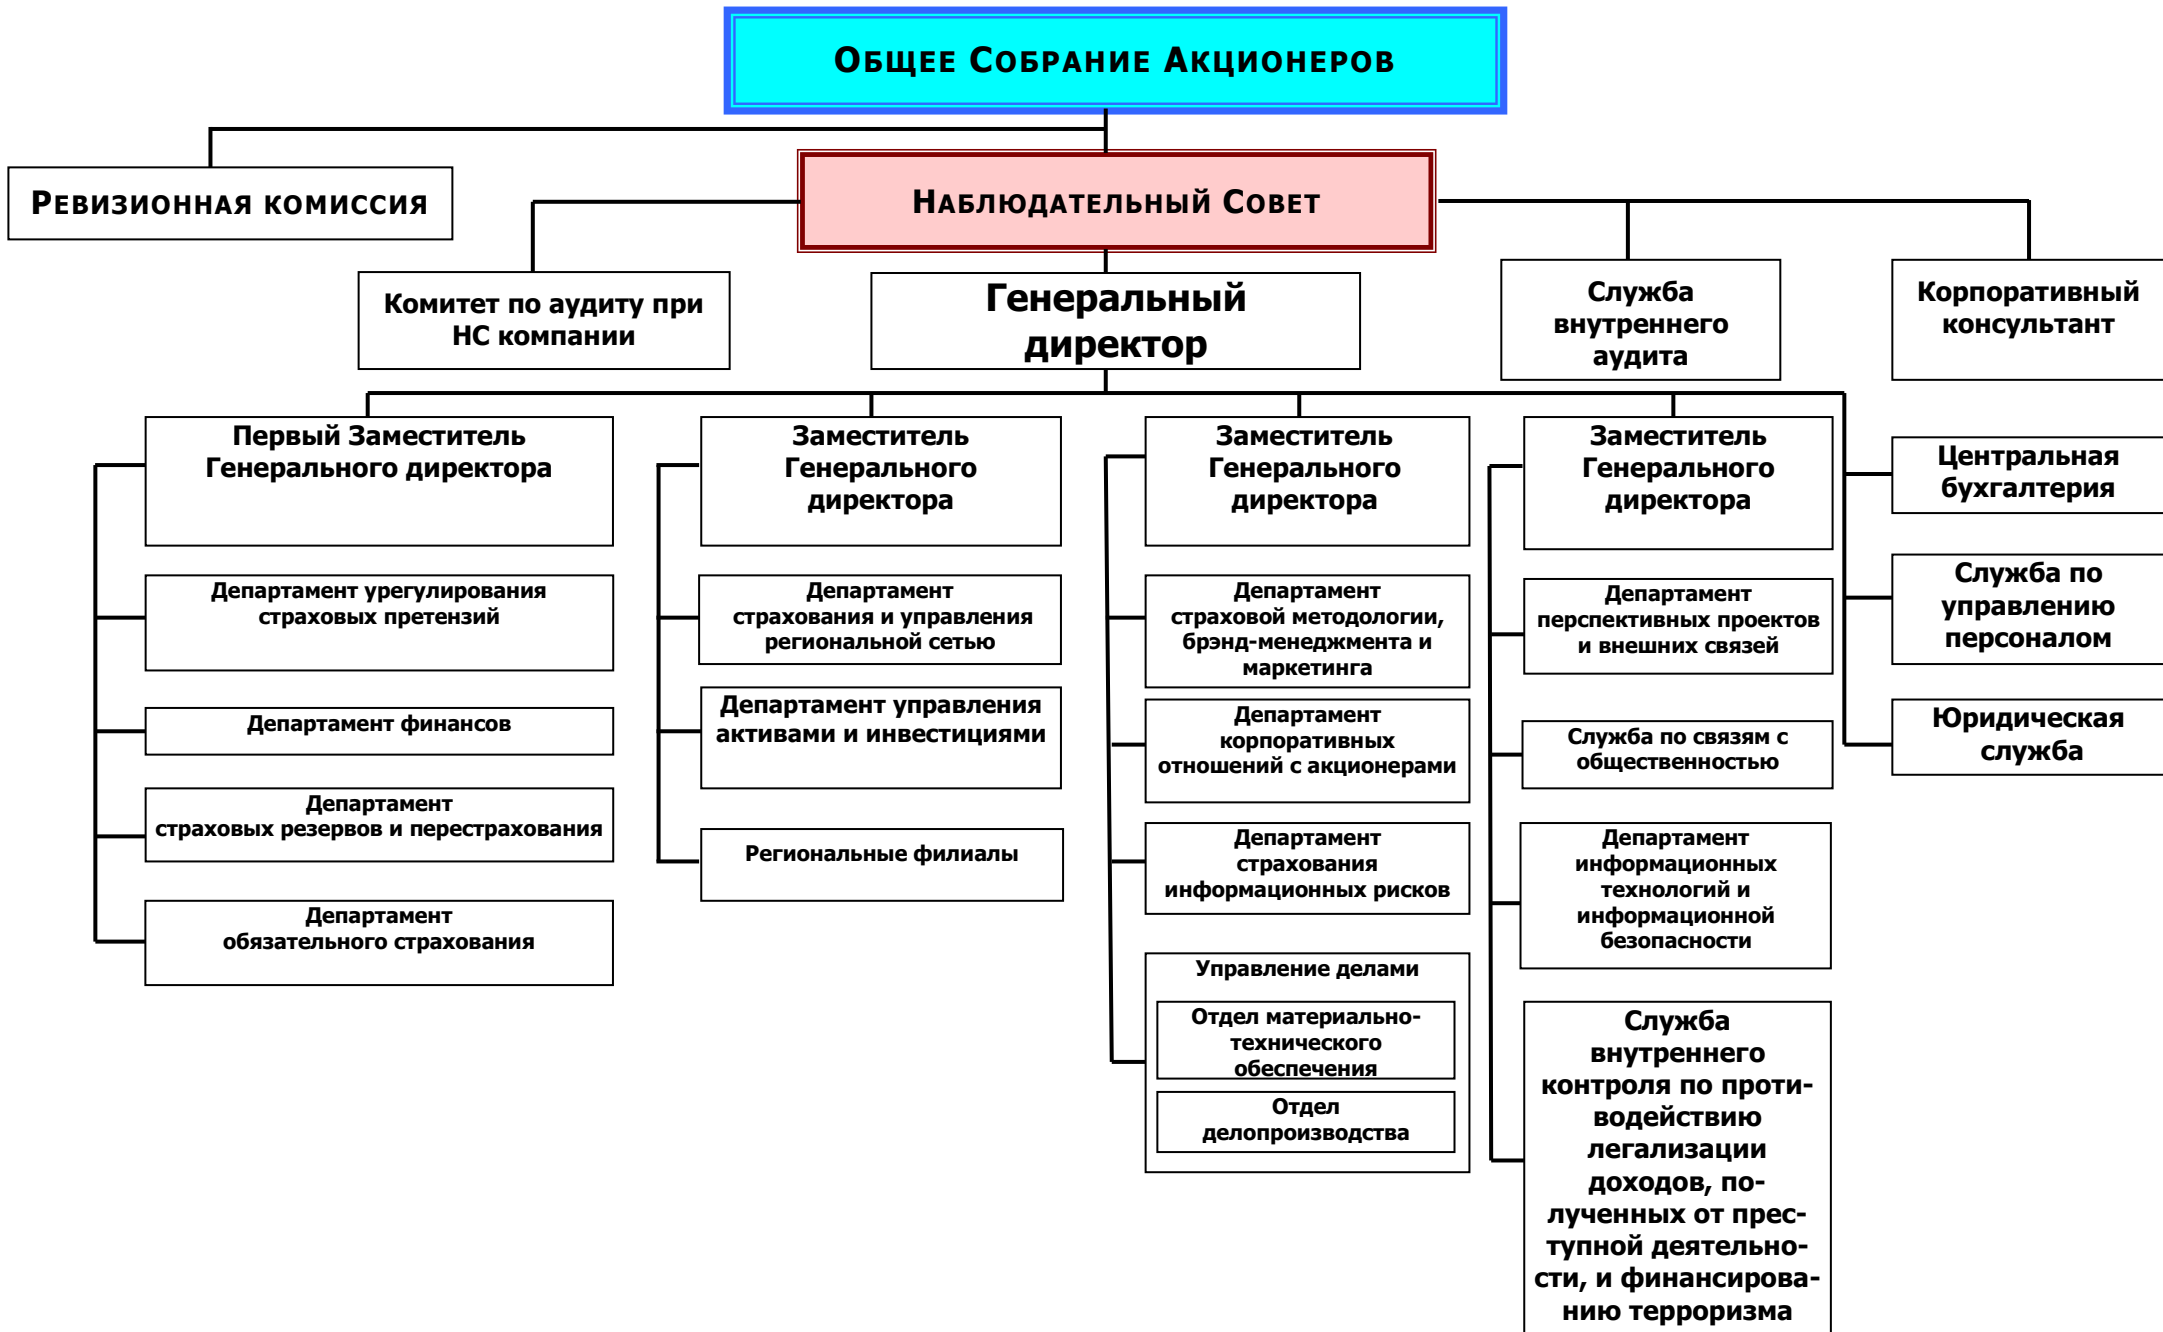 ОБЩЕЕ СОБРАНИЕ АКЦИОНЕРОВ
РЕВИЗИОННАЯ КОМИССИЯ
НАБЛЮДАТЕЛЬНЫЙ СОВЕТ
Комитет по аудиту при
НС компании
Генеральный
директор
Служба
внутреннего
аудита
Корпоративный
консультант
Первый Заместитель
Генерального директора
Департамент урегулирования
страховых претензий
Департамент финансов
Департамент
страховых резервов и перестрахования
Департамент
обязательного страхования
Заместитель
Генерального
директора
Департамент
страхования и управления
региональной сетью
Департамент управления
активами и инвестициями
Региональные филиалы
Заместитель
Генерального
директора
Департамент
страховой методологии,
брэнд-менеджмента и
маркетинга
Департамент
корпоративных
отношений с акционерами
Департамент
страхования
информационных рисков
Управление делами
Отдел материально-
технического
обеспечения
Отдел
делопроизводства
Заместитель
Генерального
директора
Департамент
перспективных проектов
и внешних связей
Служба по связям с
общественностью
Департамент
информационных
технологий и
информационной
безопасности
Служба
внутреннего
контроля по проти-
водействию
легализации
доходов, по-
лученных от прес-
тупной деятельно-
сти, и финансирова-
нию терроризма
Центральная
бухгалтерия
Служба по
управлению
персоналом
Юридическая
служба